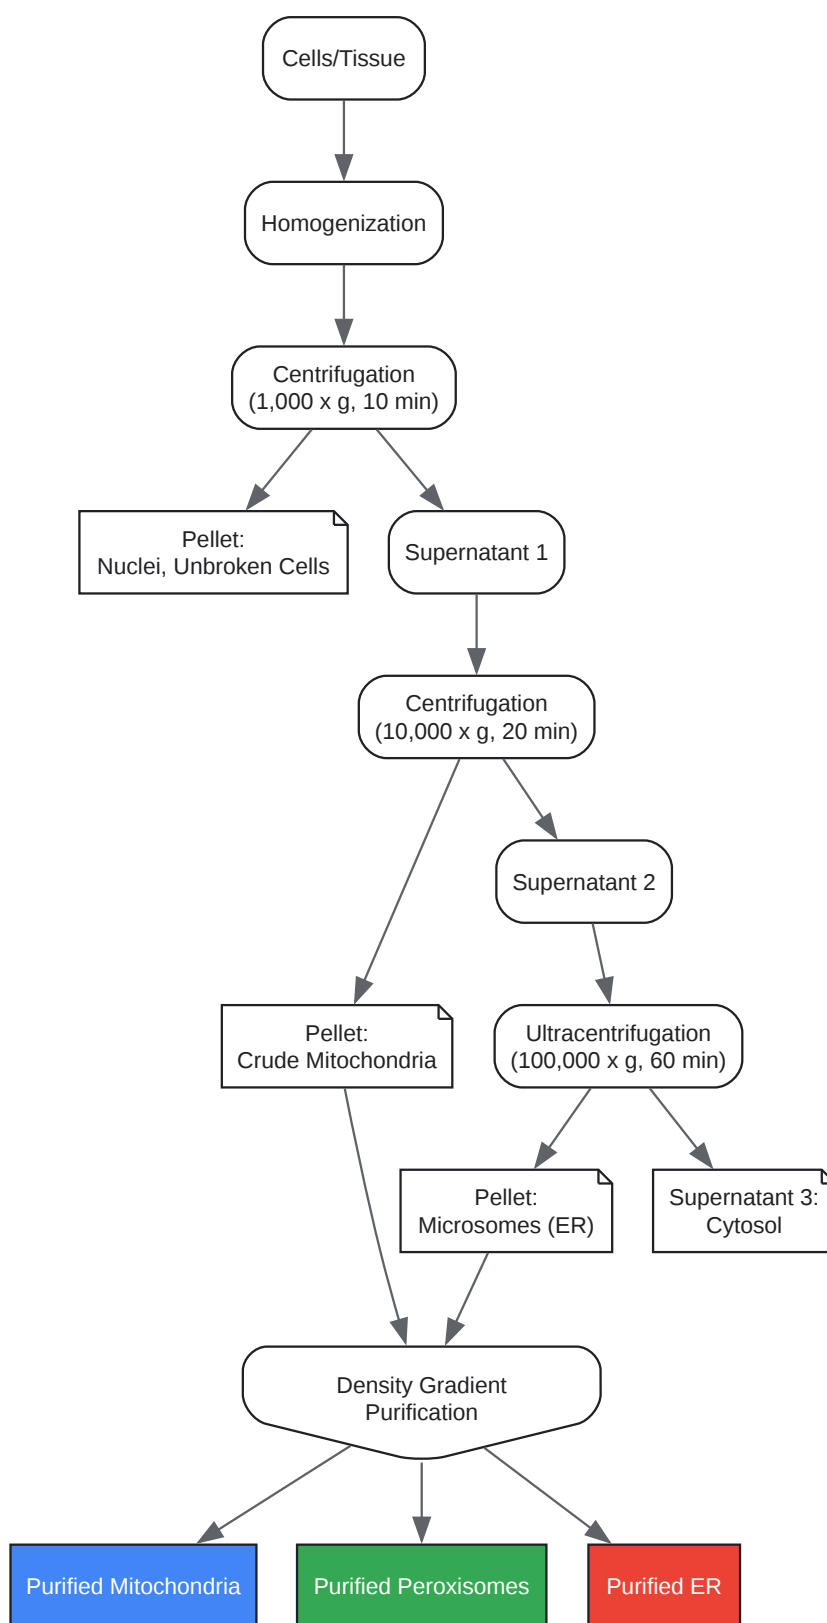 Cells/Tissue
Homogenization
Centrifugation
(1,000 x g, 10 min)
Pellet:
Nuclei, Unbroken Cells
Supernatant 1
Centrifugation
(10,000 x g, 20 min)
Supernatant 2
Pellet:
Crude Mitochondria
Ultracentrifugation
(100,000 x g, 60 min)
Pellet:
Microsomes (ER)
Supernatant 3:
Cytosol
Density Gradient
Purification
Purified Mitochondria
Purified Peroxisomes
Purified ER